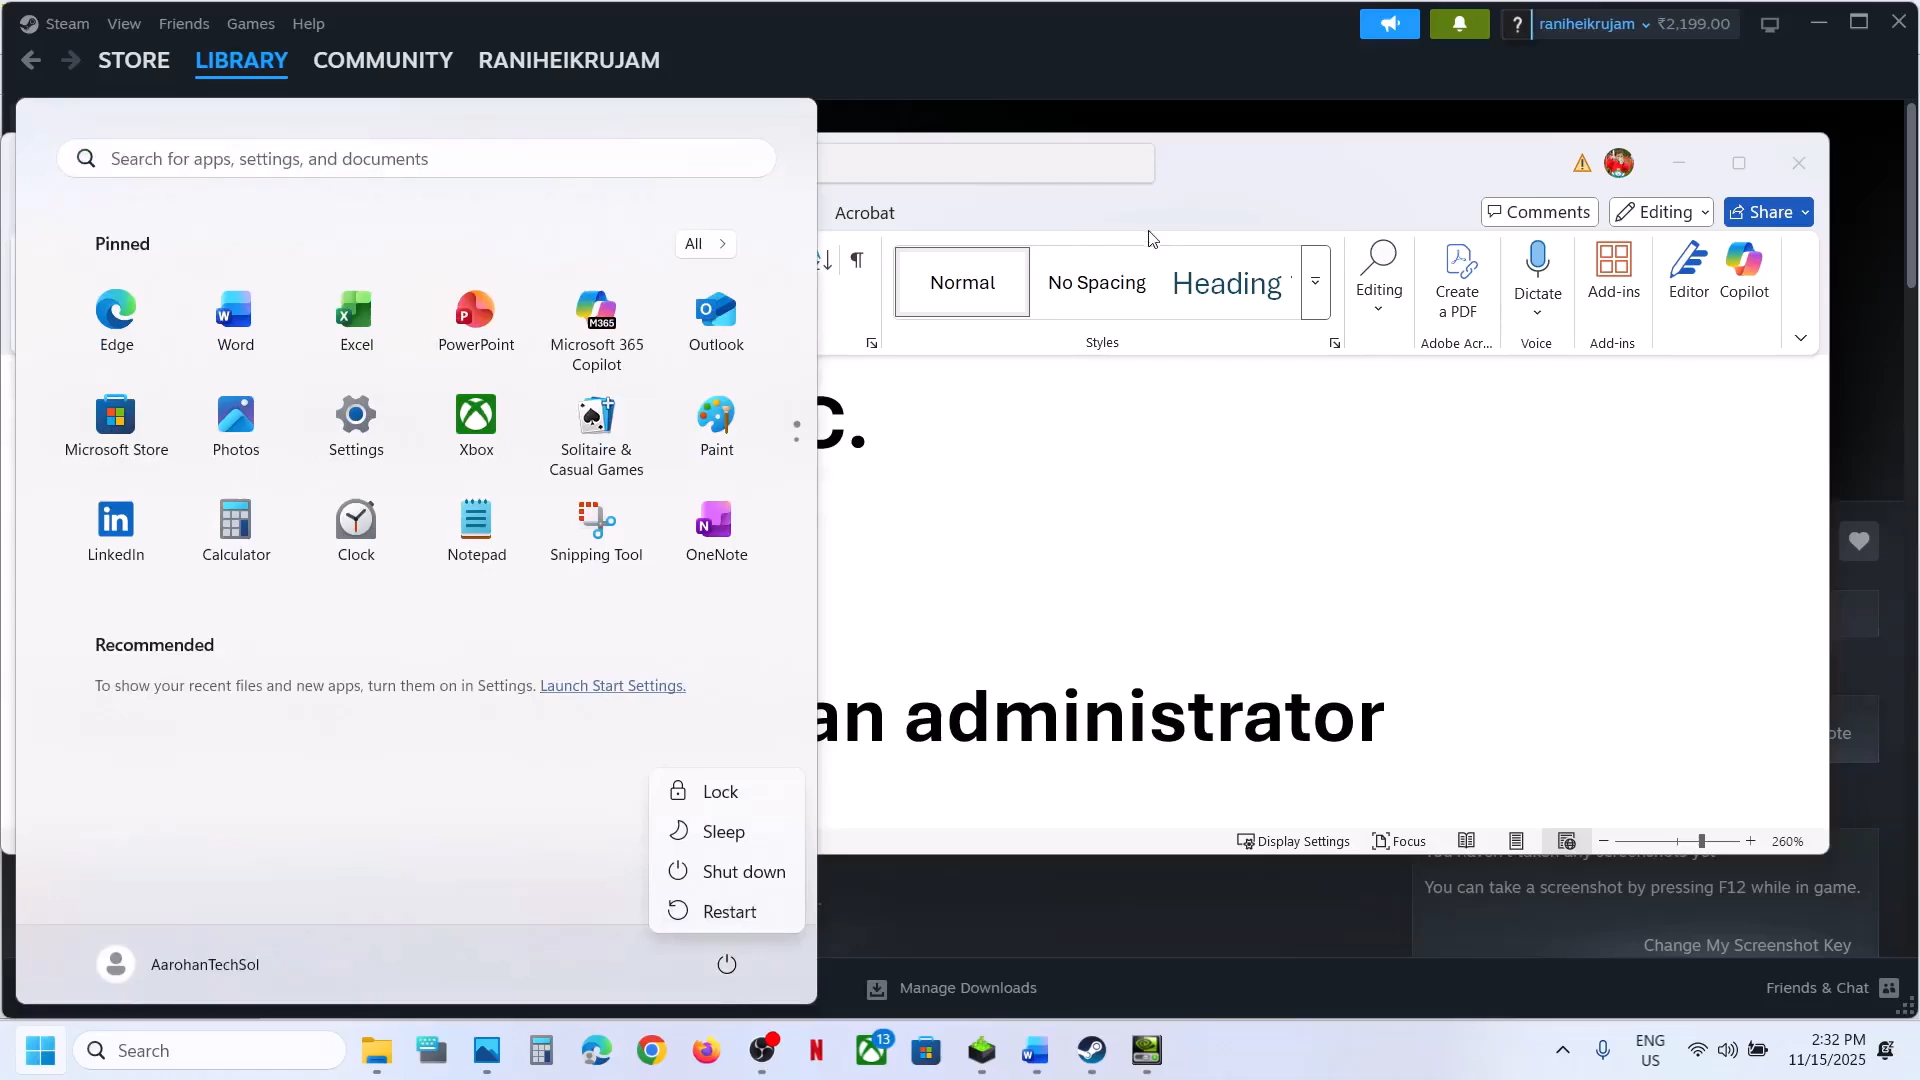 Steam View Friends Games Help
? raniheikrujam ₹2,199.00
STORE LIBRARY COMMUNITY RANIHEIKRUJAM
Search for apps, settings, and documents
Acrobat
Comments Editing Share
Pinned
All
Normal
No Spacing
Heading
Editing
Create
a PDF
Dictate
Add-ins
Editor
Copilot
Styles
Adobe Acr...
Voice
Add-ins
Edge
Word
Excel
PowerPoint
Microsoft 365
Copilot
M365
Outlook
c.
Microsoft Store
Photos
Settings
Xbox
Solitaire &
Casual Games
Paint
LinkedIn
Calculator
Clock
Notepad
Snipping Tool
OneNote
Recommended
To show your recent files and new apps, turn them on in Settings. Launch Start Settings.
an administrator
ote
Lock
Sleep
Shut down
Restart
Display Settings
Focus
260%
You can take a screenshot by pressing F12 while in game.
Change My Screenshot Key
AarohanTechSol
Manage Downloads
Friends & Chat
Search
13
ENG
US
2:32 PM
11/15/2025